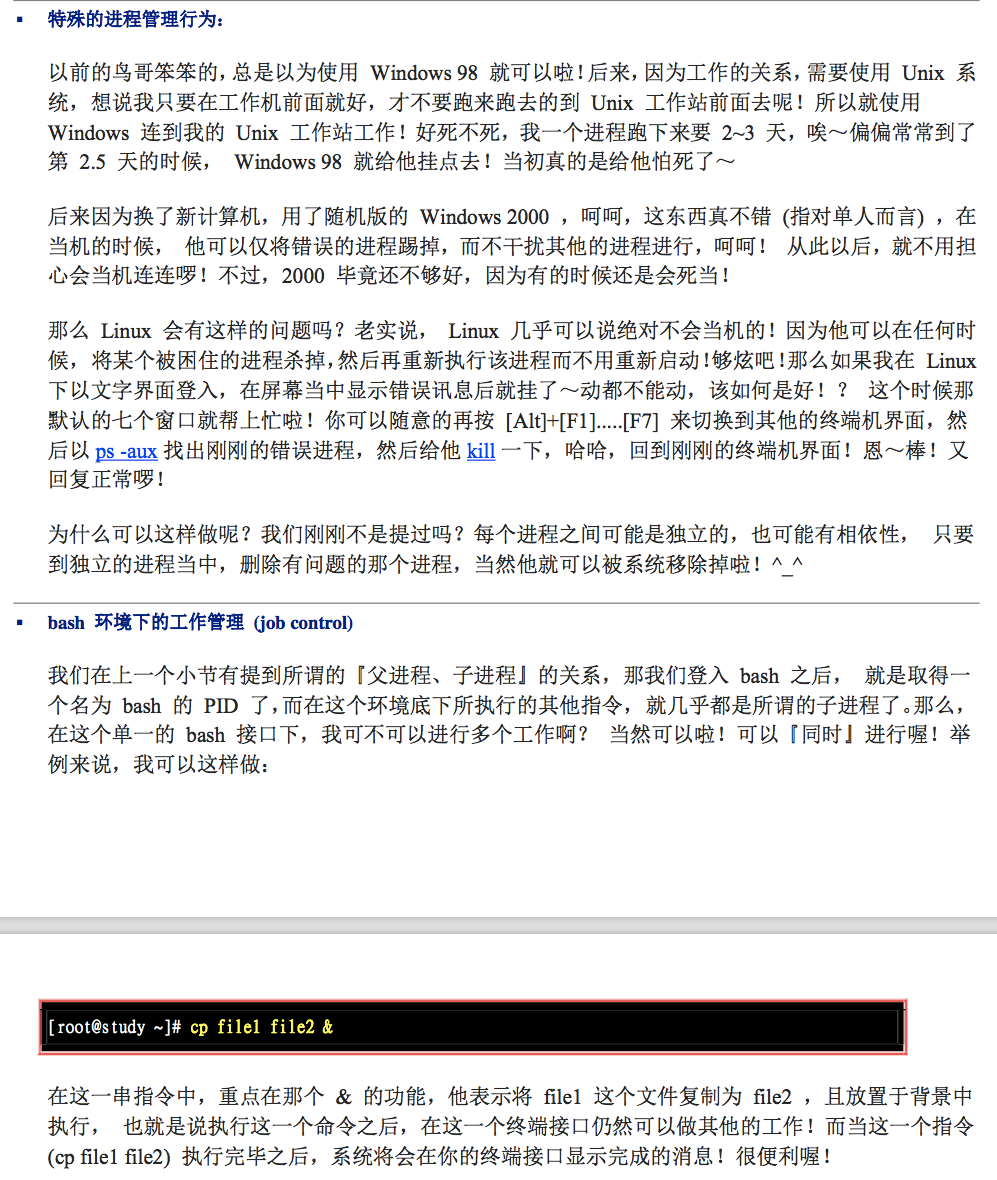 ▪ 特殊的进程管理行为：
以前的鸟哥笨笨的，总是以为使用 Windows 98 就可以啦！后来，因为工作的关系，需要使用 Unix 系
统，想说我只要在工作机前面就好，才不要跑来跑去的到 Unix 工作站前面去呢！所以就使用
Windows 连到我的 Unix 工作站工作！好死不死，我一个进程跑下来要 2~3 天，唉～偏偏常常到了
第 2.5 天的时候， Windows 98 就给他挂点去！当初真的是给他怕死了～
后来因为换了新计算机，用了随机版的 Windows 2000 ，呵呵，这东西真不错 (指对单人而言) ，在
当机的时候， 他可以仅将错误的进程踢掉，而不干扰其他的进程进行，呵呵！ 从此以后，就不用担
心会当机连连啰！不过，2000 毕竟还不够好，因为有的时候还是会死当！
那么 Linux 会有这样的问题吗？老实说， Linux 几乎可以说绝对不会当机的！因为他可以在任何时
候，将某个被困住的进程杀掉，然后再重新执行该进程而不用重新启动！够炫吧！那么如果我在 Linux
下以文字界面登入，在屏幕当中显示错误讯息后就挂了～动都不能动，该如何是好！？ 这个时候那
默认的七个窗口就帮上忙啦！你可以随意的再按 [Alt]+[F1].....[F7] 来切换到其他的终端机界面，然
后以 ps -aux 找出刚刚的错误进程，然后给他 kill 一下，哈哈，回到刚刚的终端机界面！恩～棒！又
回复正常啰！
为什么可以这样做呢？我们刚刚不是提过吗？每个进程之间可能是独立的，也可能有相依性， 只要
到独立的进程当中，删除有问题的那个进程，当然他就可以被系统移除掉啦！^_^
▪ bash 环境下的工作管理 (job control)
我们在上一个小节有提到所谓的『父进程、子进程』的关系，那我们登入 bash 之后， 就是取得一
个名为 bash 的 PID 了，而在这个环境底下所执行的其他指令，就几乎都是所谓的子进程了。那么，
在这个单一的 bash 接口下，我可不可以进行多个工作啊？ 当然可以啦！可以『同时』进行喔！举
例来说，我可以这样做：
[root@study ~]# cp file1 file2 &
在这一串指令中，重点在那个 & 的功能，他表示将 file1 这个文件复制为 file2 ，且放置于背景中
执行， 也就是说执行这一个命令之后，在这一个终端接口仍然可以做其他的工作！而当这一个指令
(cp file1 file2) 执行完毕之后，系统将会在你的终端接口显示完成的消息！很便利喔！